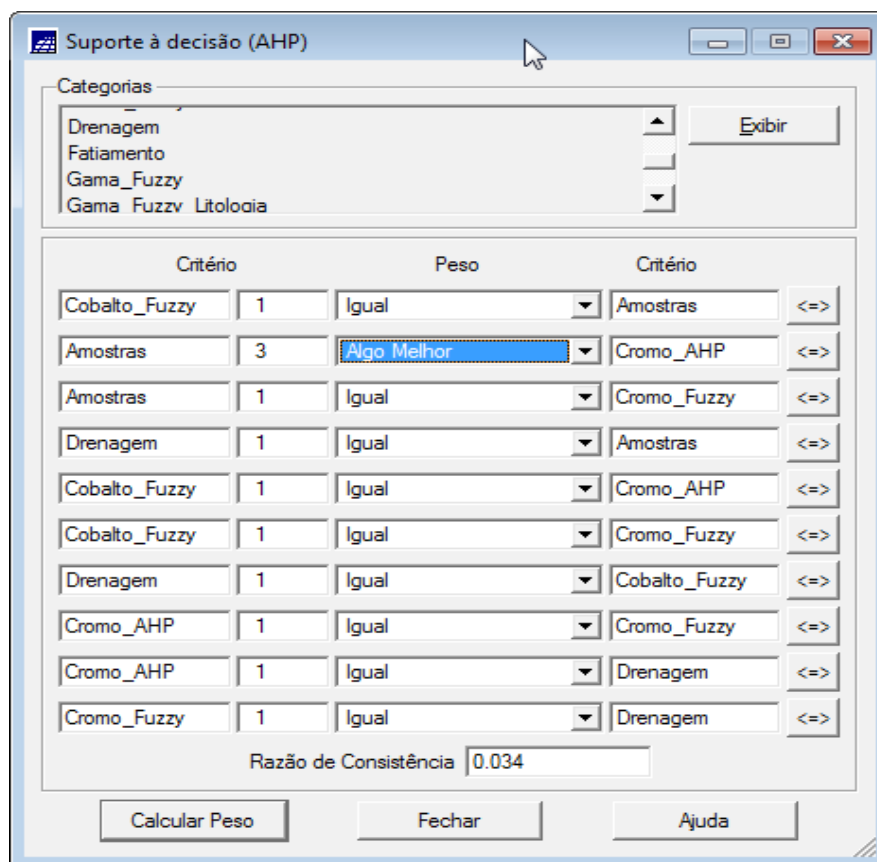 Suporte à decisão (AHP)
Categorias
Drenagem
Fatiamento
Gama_Fuzzy
Gama_Fuzzy_Litologia
Exibir
Critério Peso Critério
Cobalto_Fuzzy 1 Igual Amostras <=>
Amostras 3 Algo Melhor Cromo_AHP <=>
Amostras 1 Igual Cromo_Fuzzy <=>
Drenagem 1 Igual Amostras <=>
Cobalto_Fuzzy 1 Igual Cromo_AHP <=>
Cobalto_Fuzzy 1 Igual Cromo_Fuzzy <=>
Drenagem 1 Igual Cobalto_Fuzzy <=>
Cromo_AHP 1 Igual Cromo_Fuzzy <=>
Cromo_AHP 1 Igual Drenagem <=>
Cromo_Fuzzy 1 Igual Drenagem <=>
Razão de Consistência 0.034
Calcular Peso Fechar Ajuda